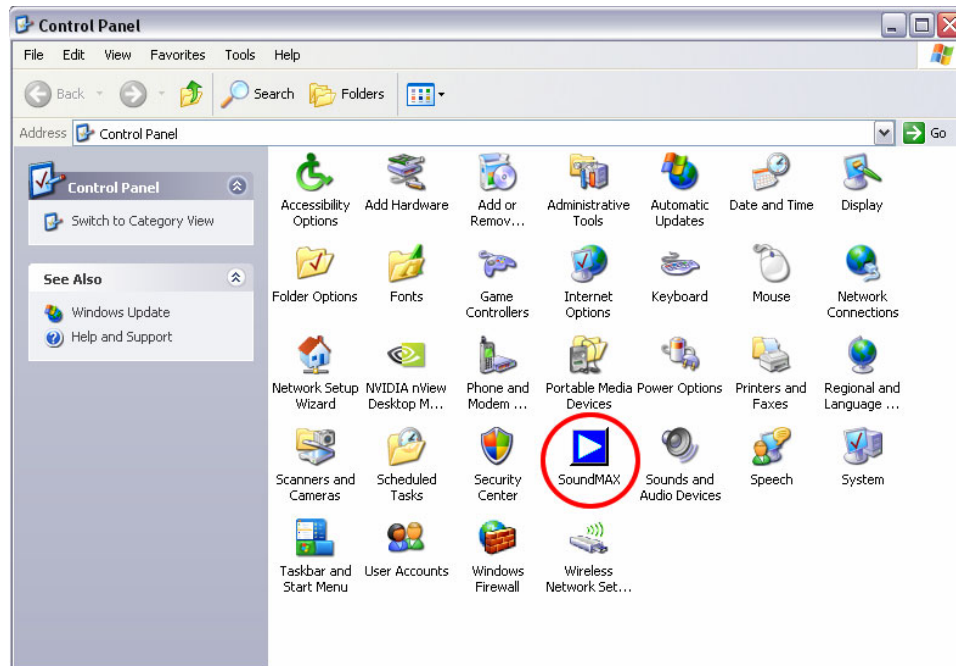 Control Panel
File Edit View Favorites Tools Help
Back Search Folders
Address Control Panel Go
Control Panel
Switch to Category View
See Also
Windows Update
Help and Support
Accessibility Options
Add Hardware
Add or Remov...
Administrative Tools
Automatic Updates
Date and Time
Display
Folder Options
Fonts
Game Controllers
Internet Options
Keyboard
Mouse
Network Connections
Network Setup Wizard
NVIDIA nView Desktop M...
Phone and Modem ...
Portable Media Devices
Power Options
Printers and Faxes
Regional and Language ...
Scanners and Cameras
Scheduled Tasks
Security Center
SoundMAX
Sounds and Audio Devices
Speech
System
Taskbar and Start Menu
User Accounts
Windows Firewall
Wireless Network Set...